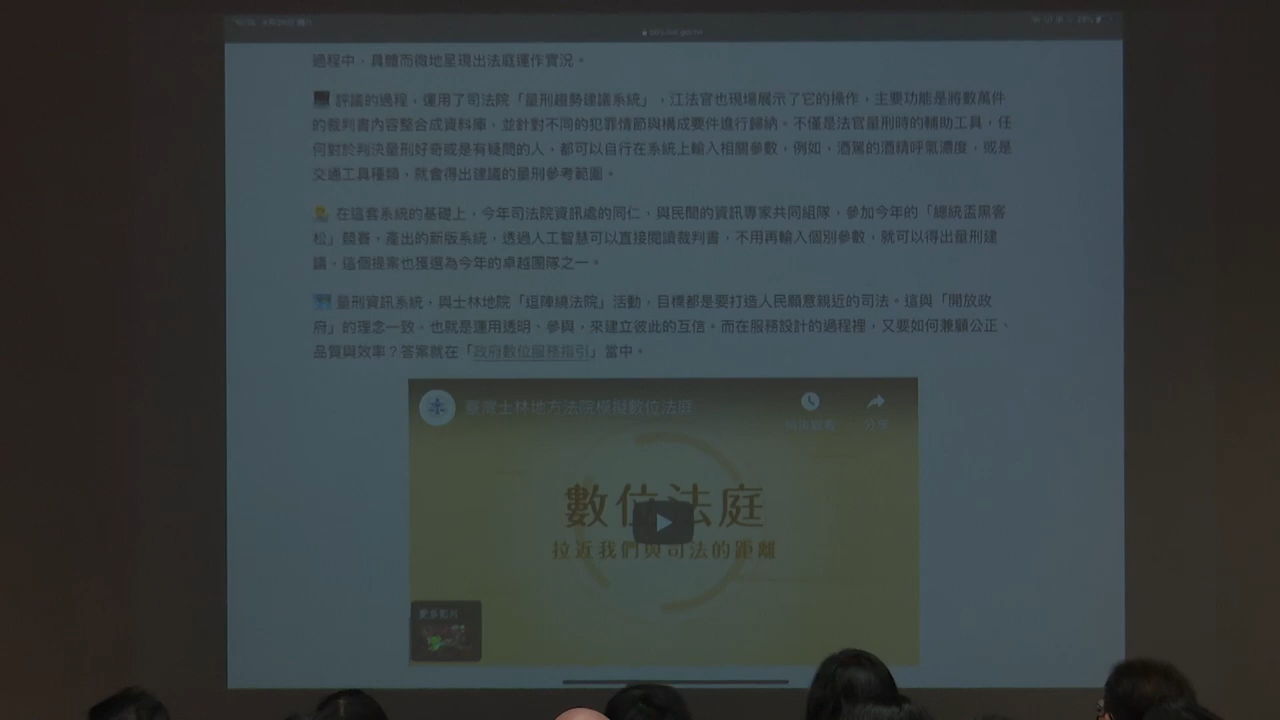 過程中，具體而微地呈現出法庭運作實況。
評議的過程，運用了司法院「量刑趨勢建議系統」，江法官也現場展示了它的操作，主要功能是將數萬件
的裁判書內容整合成資料庫，並針對不同的犯罪情節與構成要件進行歸納。不僅是法官量刑時的輔助工具，任
何對於判決量刑好奇或是有疑問的人，都可以自行在系統上輸入相關參數，例如，酒駕的酒精呼氣濃度，或是
交通工具種類，就會得出建議的量刑參考範圍。
在這套系統的基礎上，今年司法院資訊處的同仁，與民間的資訊專家共同組隊，參加今年的「總統盃黑客
松」競賽，產出的新版系統，透過人工智慧可以直接閱讀裁判書，不用再輸入個別參數，就可以得出量刑建
議，這個提案也獲選為今年的卓越團隊之一。
量刑資訊系統，與士林地院「逗陣繞法院」活動，目標都是要打造人民願意親近的司法。這與「開放政
府」的理念一致，也就是運用透明、參與，來建立彼此的互信。而在服務設計的過程裡，又要如何兼顧公正、
品質與效率？答案就在「政府數位服務指引」當中。
臺灣士林地方法院模擬數位法庭
稍後觀看 分享
數位法庭
拉近我們與司法的距離
更多影片